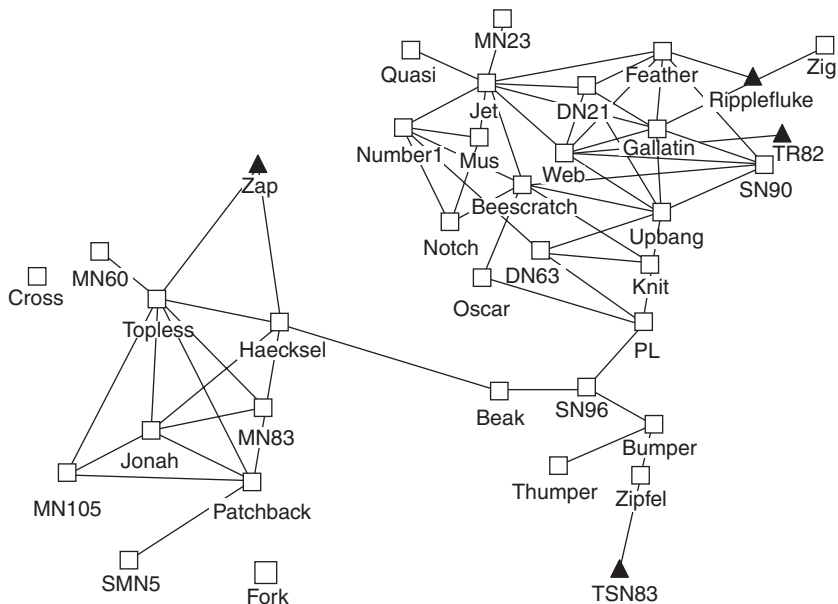 MN23
Quasi
Feather
Zig
Jet
DN21
Ripplefluke
Number1
Mus
Gallatin
TR82
Web
Zap
SN90
Beescratch
Notch
Upbang
MN60
DN63
Knit
Cross
Oscar
Topless
Haecksel
PL
Beak
SN96
MN83
Bumper
Jonah
Thumper
Zipfel
MN105
Patchback
SMN5
Fork
TSN83